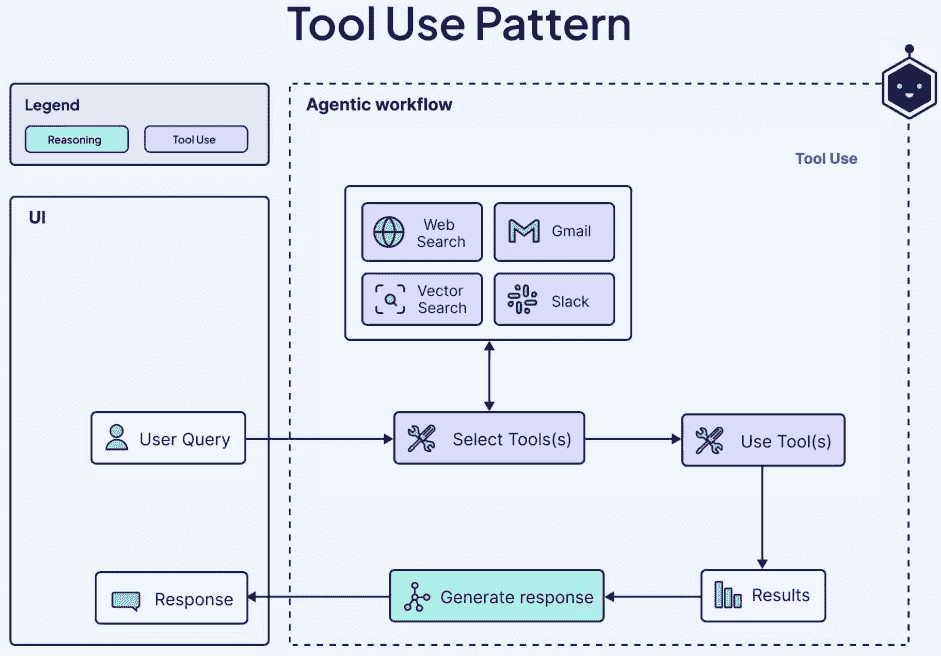 Tool Use Pattern
Legend
Reasoning
Tool Use
Agentic workflow
Tool Use
UI
Web
Search
Gmail
Vector
Search
Slack
User Query
Select Tools(s)
Use Tool(s)
Response
Generate response
Results